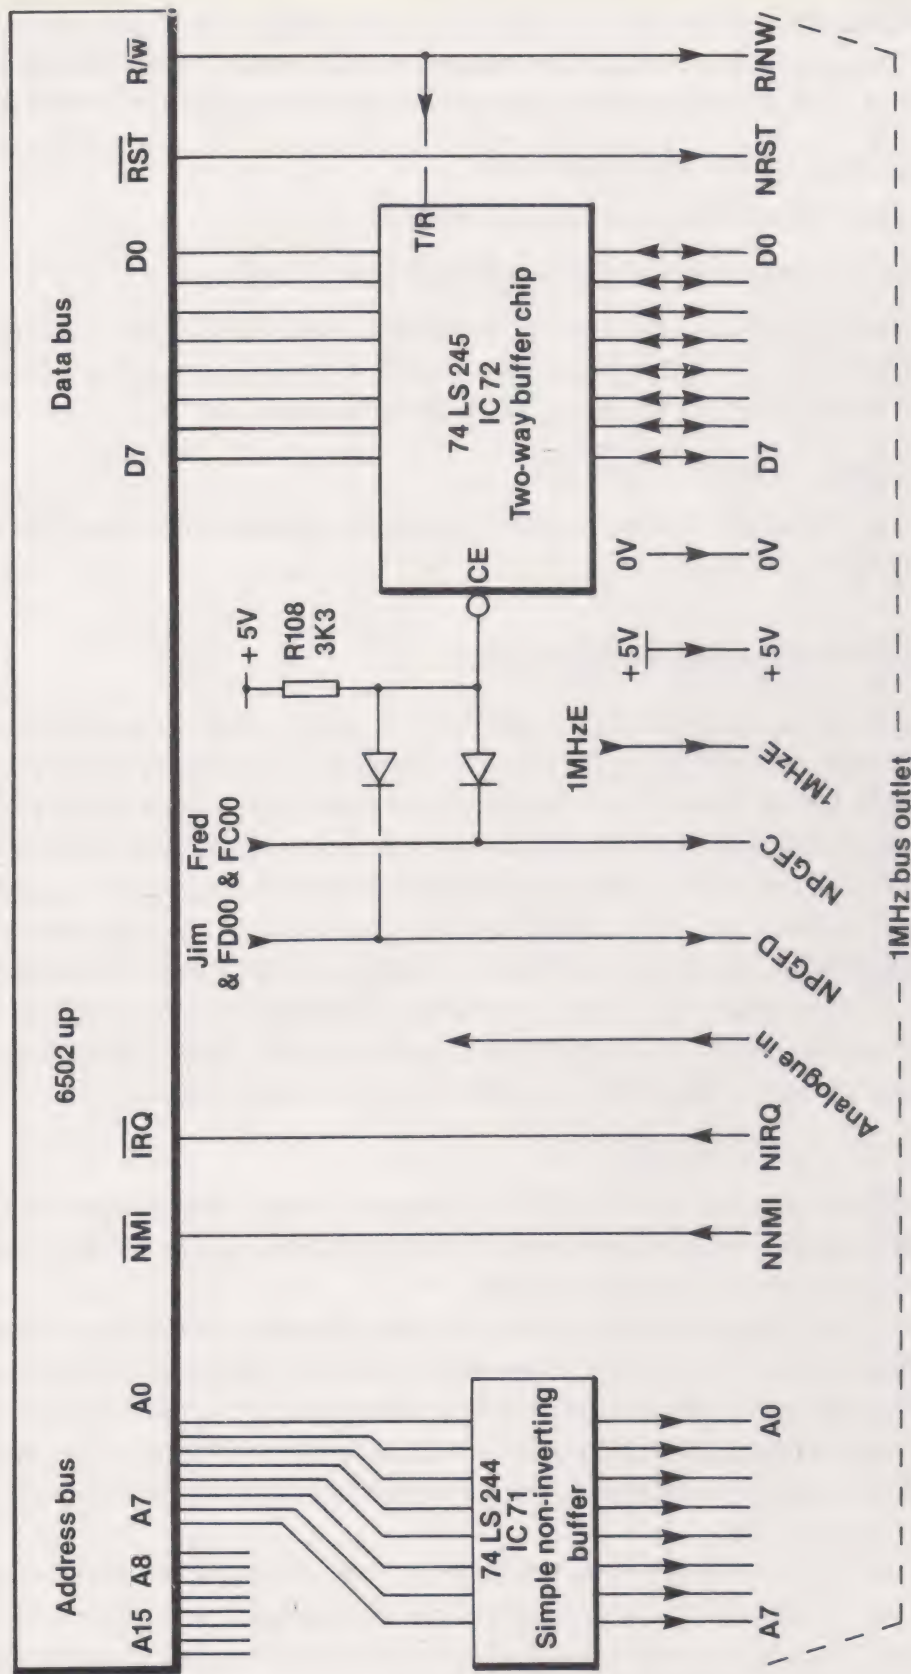 Address bus
6502 up
Data bus
A15
A8
A7
A0
NMI
IRQ
D7
D0
RST
R/w
Jim
Fred
& FD00 & FC00
+ 5V
R108
3K3
CE
T/R
74 LS 245
IC 72
Two-way buffer chip
74 LS 244
IC 71
Simple non-inverting
buffer
1MHzE
+ 5V
0V
A7
A0
NNMI
NIRQ
Analogue in
NPGFD
NPGFC
1MHzE
+ 5V
0V
D7
D0
NRST
R/NW
1MHz bus outlet